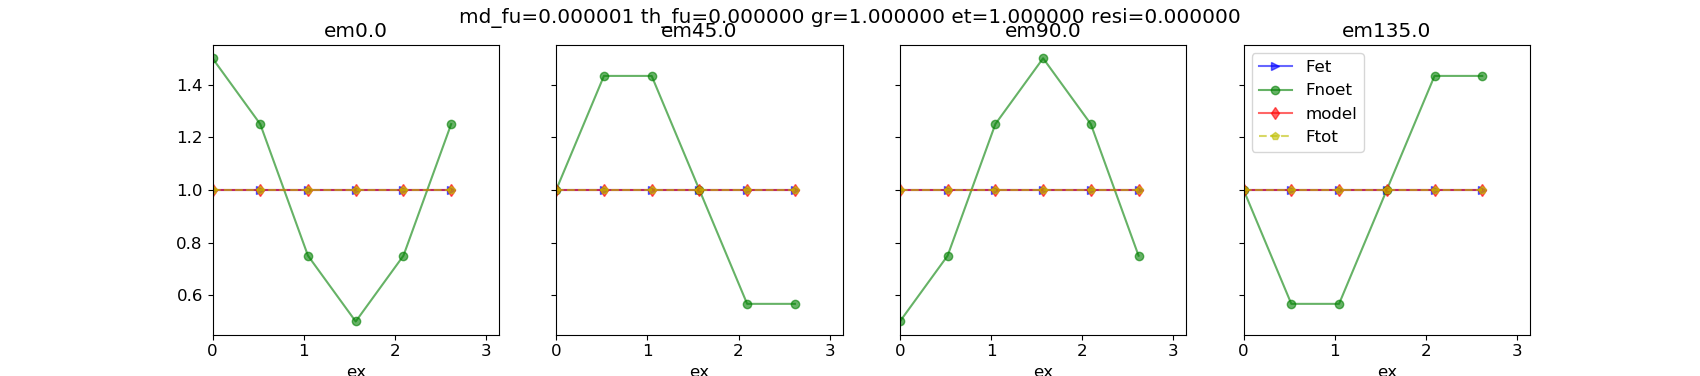 md_fu=0.000001 th_fu=0.000000 gr=1.000000 et=1.000000 resi=0.000000
em0.0
em45.0
em90.0
em135.0
1.4
1.2
1.0
0.8
0.6
Fet
Fnoet
model
Ftot
0 1 2 3
0 1 2 3
0 1 2 3
0 1 2 3
ex
ex
ex
ex